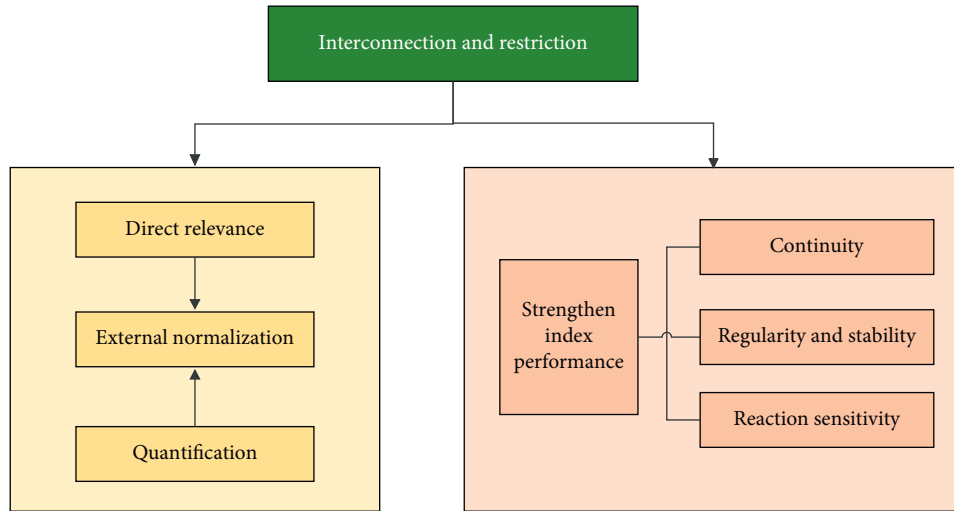 Interconnection and restriction
Direct relevance
External normalization
Quantification
Strengthen
index
performance
Continuity
Regularity and stability
Reaction sensitivity